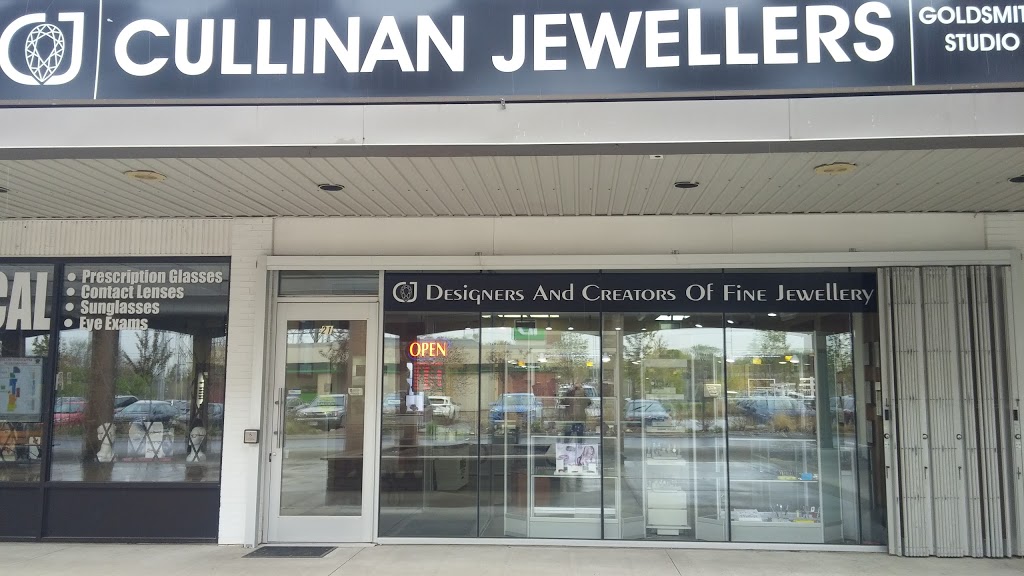 CJ CULLINAN JEWELLERS
GOLDSMIT
STUDIO
CAL
• Prescription Glasses
• Contact Lenses
• Sunglasses
• Eye Exams
27
CJ DESIGNERS AND CREATORS OF FINE JEWELLERY
OPEN